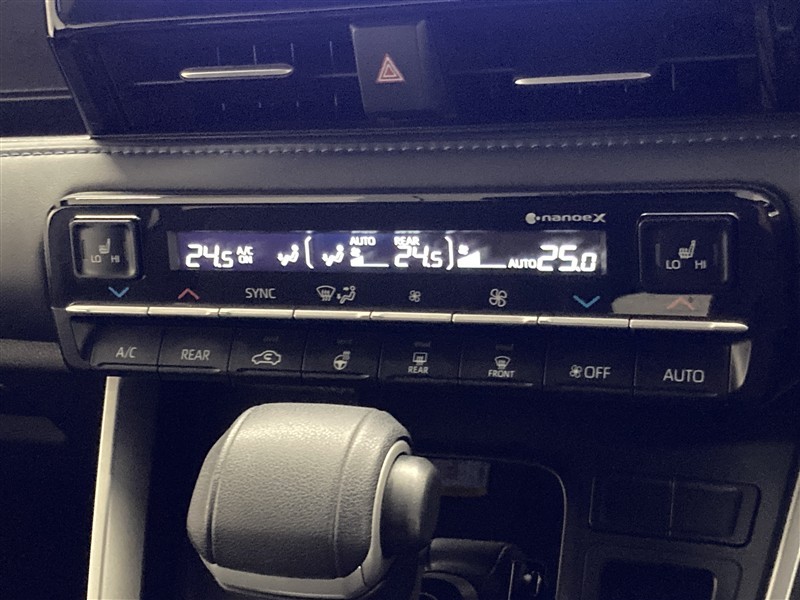 nanoeX
LO HI
24.5 A/C ON AUTO REAR 24.5 AUTO 25.0
LO HI
SYNC
A/C REAR REAR FRONT OFF AUTO